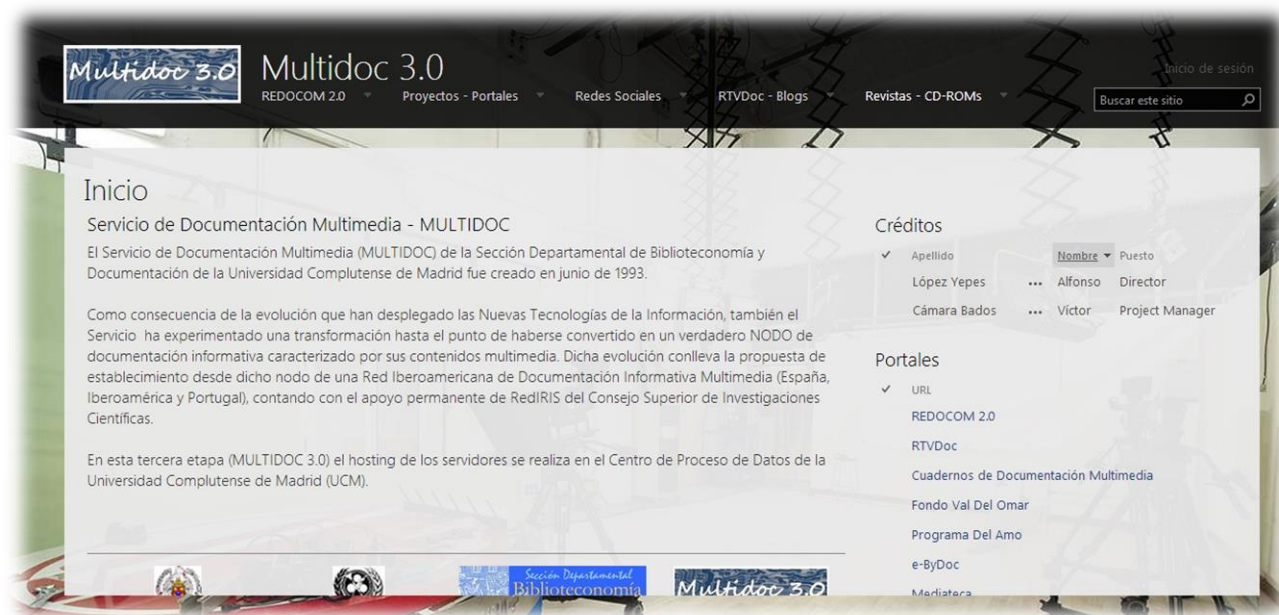 Multidoc 3.0
Multidoc 3.0
Inicio de sesión
REDOCOM 2.0 Proyectos - Portales Redes Sociales RTVDoc - Blogs Revistas - CD-ROMs
Buscar este sitio
Inicio
Servicio de Documentación Multimedia - MULTIDOC
El Servicio de Documentación Multimedia (MULTIDOC) de la Sección Departamental de Biblioteconomía y
Documentación de la Universidad Complutense de Madrid fue creado en junio de 1993.
Como consecuencia de la evolución que han desplegado las Nuevas Tecnologías de la Información, también el
Servicio ha experimentado una transformación hasta el punto de haberse convertido en un verdadero NODO de
documentación informativa caracterizado por sus contenidos multimedia. Dicha evolución conlleva la propuesta de
establecimiento desde dicho nodo de una Red Iberoamericana de Documentación Informativa Multimedia (España,
Iberoamérica y Portugal), contando con el apoyo permanente de RedIRIS del Consejo Superior de Investigaciones
Científicas.
En esta tercera etapa (MULTIDOC 3.0) el hosting de los servidores se realiza en el Centro de Proceso de Datos de la
Universidad Complutense de Madrid (UCM).
Créditos
Apellido Nombre Puesto
López Yepes ... Alfonso Director
Cámara Bados ... Víctor Project Manager
Portales
URL
REDOCOM 2.0
RTVDoc
Cuadernos de Documentación Multimedia
Fondo Val Del Omar
Programa Del Amo
e-ByDoc
Mediateca
Sección Departamental
Biblioteconomía
Multidoc 3.0